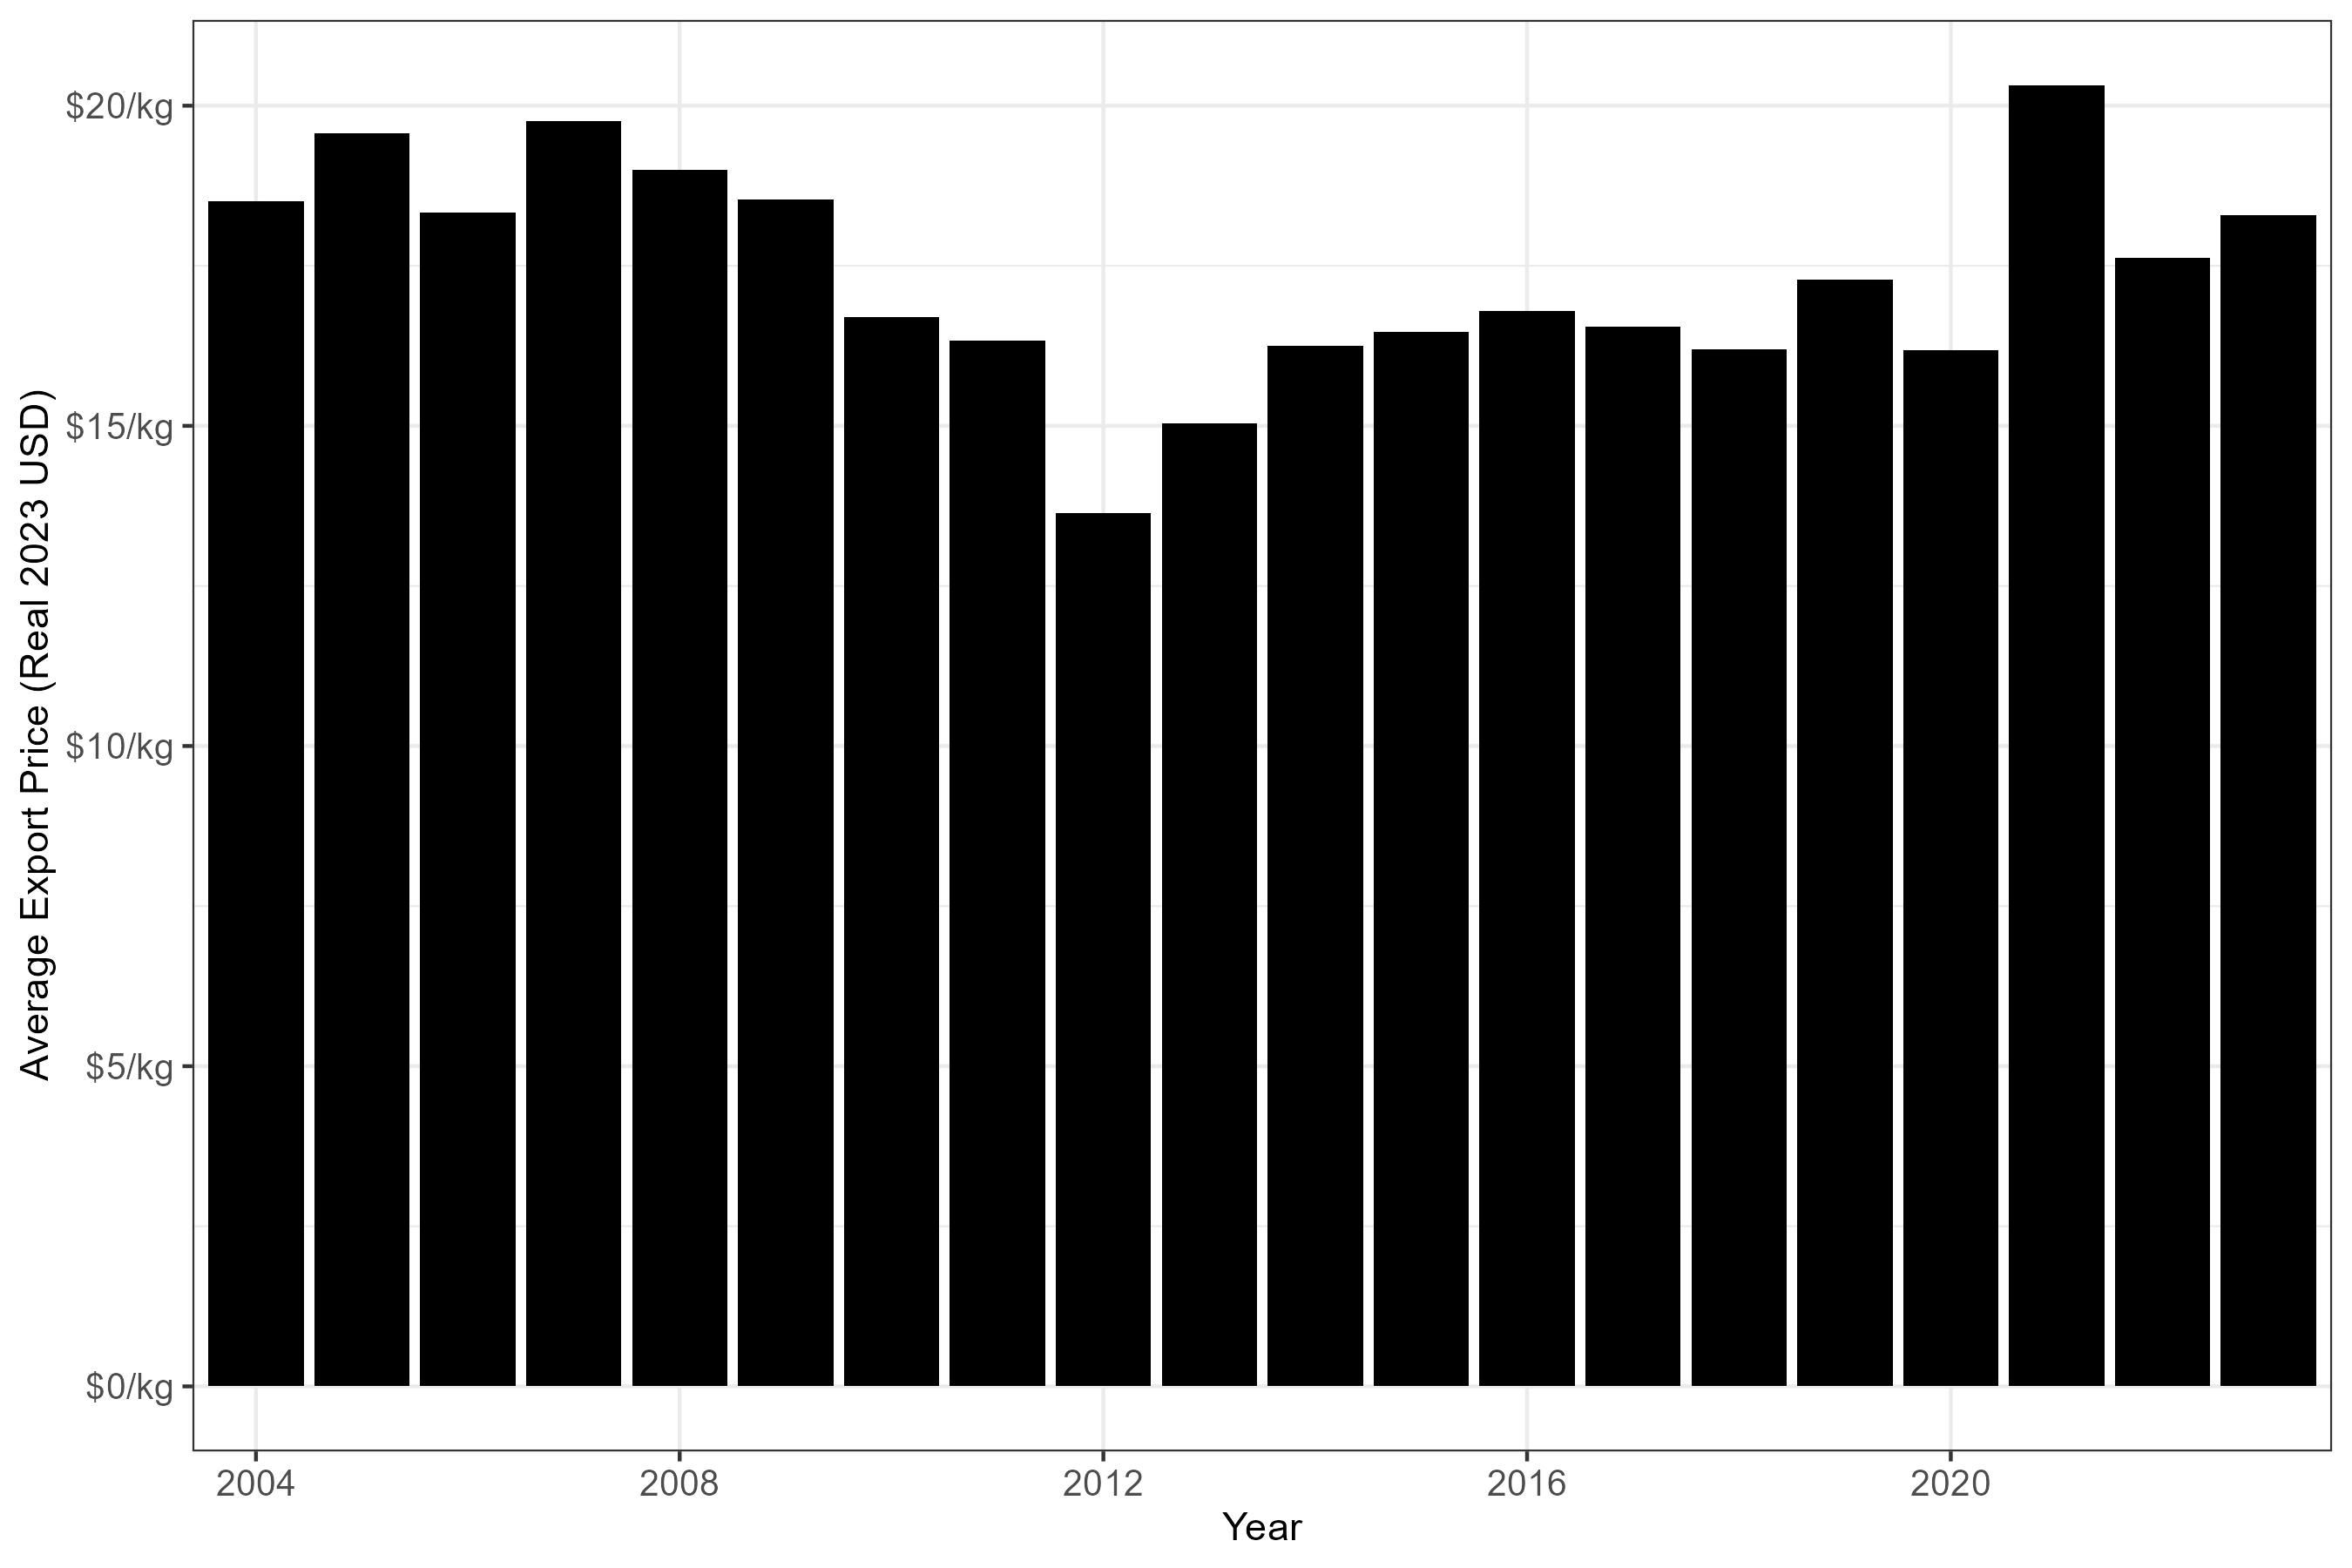 Average Export Price (Real 2023 USD)
$20/kg
$15/kg
$10/kg
$5/kg
$0/kg
2004
2008
2012
2016
2020
Year